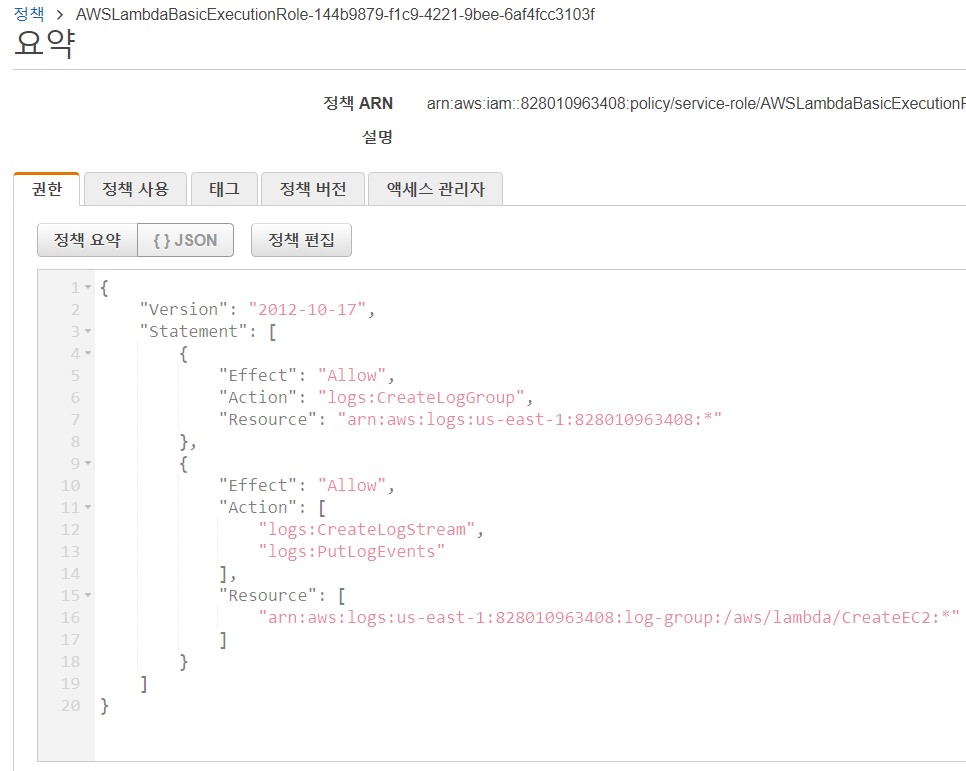 정책 > AWSLambdaBasicExecutionRole-144b9879-f1c9-4221-9bee-6af4fcc3103f
요약
정책 ARN arn:aws:iam::828010963408:policy/service-role/AWSLambdaBasicExecutionR
설명
권한 정책 사용 태그 정책 버전 액세스 관리자
정책 요약 { } JSON 정책 편집
1 {
2 "Version": "2012-10-17",
3 "Statement": [
4 {
5 "Effect": "Allow",
6 "Action": "logs:CreateLogGroup",
7 "Resource": "arn:aws:logs:us-east-1:828010963408:*"
8 },
9 {
10 "Effect": "Allow",
11 "Action": [
12 "logs:CreateLogStream",
13 "logs:PutLogEvents"
14 ],
15 "Resource": [
16 "arn:aws:logs:us-east-1:828010963408:log-group:/aws/lambda/CreateEC2:*"
17 ]
18 }
19 ]
20 }